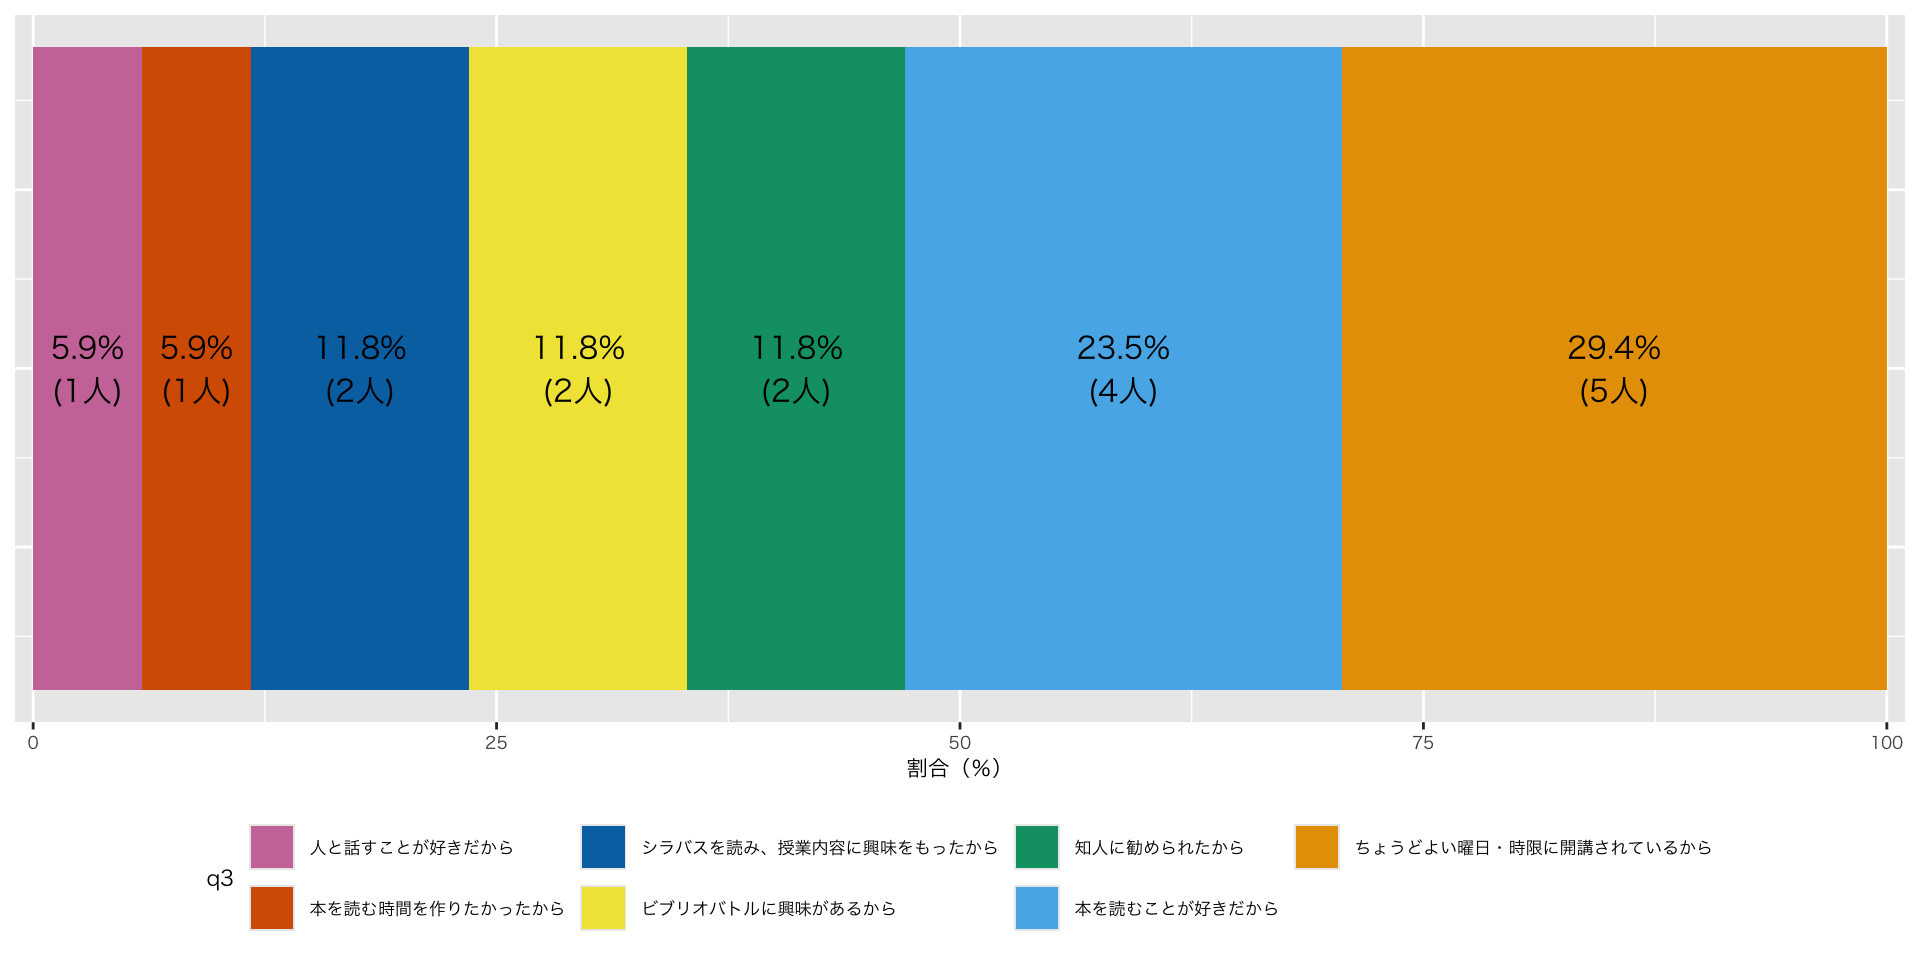 5.9%
(1人)
5.9%
(1人)
11.8%
(2人)
11.8%
(2人)
11.8%
(2人)
23.5%
(4人)
29.4%
(5人)
0
25
50
75
100
割合（%）
q3
人と話すことが好きだから
本を読む時間を作りたかったから
シラバスを読み、授業内容に興味をもったから
ビブリオバトルに興味があるから
知人に勧められたから
本を読むことが好きだから
ちょうどよい曜日・時限に開講されているから